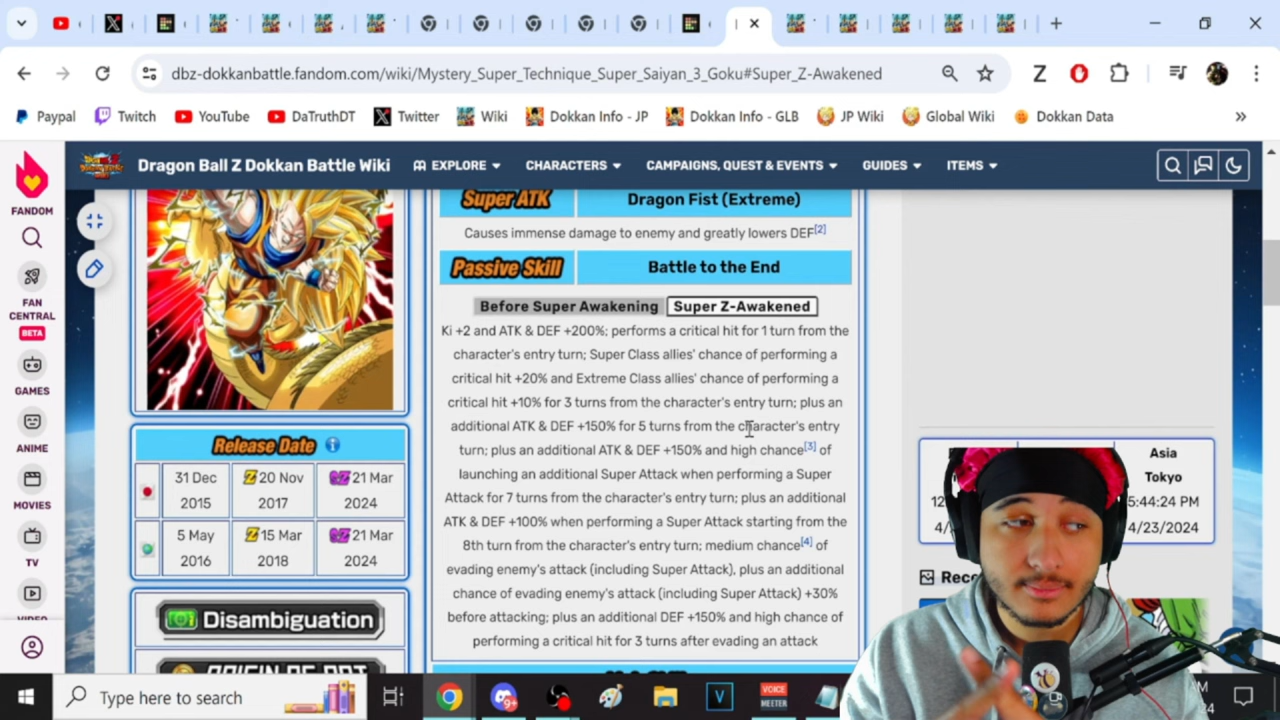 dbz-dokkanbattle.fandom.com/wiki/Mystery_Super_Technique_Super_Saiyan_3_Goku#Super_Z-Awakened
Paypal Twitch YouTube DaTruthDT Twitter Wiki Dokkan Info - JP Dokkan Info - GLB JP Wiki Global Wiki Dokkan Data
Dragon Ball Z Dokkan Battle Wiki EXPLORE CHARACTERS CAMPAIGNS, QUEST & EVENTS GUIDES ITEMS
FANDOM
FAN
CENTRAL
BETA
GAMES
ANIME
MOVIES
TV
VIDEO
Super ATK Dragon Fist (Extreme)
Causes immense damage to enemy and greatly lowers DEF[2]
Passive Skill Battle to the End
Before Super Awakening Super Z-Awakened
Ki +2 and ATK & DEF +200%; performs a critical hit for 1 turn from the
character's entry turn; Super Class allies' chance of performing a
critical hit +20% and Extreme Class allies' chance of performing a
critical hit +10% for 3 turns from the character's entry turn; plus an
additional ATK & DEF +150% for 5 turns from the character's entry
turn; plus an additional ATK & DEF +150% and high chance[3] of
launching an additional Super Attack when performing a Super
Attack for 7 turns from the character's entry turn; plus an additional
ATK & DEF +100% when performing a Super Attack starting from the
8th turn from the character's entry turn; medium chance[4] of
evading enemy's attack (including Super Attack), plus an additional
chance of evading enemy's attack (including Super Attack) +30%
before attacking; plus an additional DEF +150% and high chance of
performing a critical hit for 3 turns after evading an attack
Release Date
31 Dec
2015
Z 20 Nov
2017
21 Mar
2024
5 May
2016
Z 15 Mar
2018
21 Mar
2024
Disambiguation
Asia
Tokyo
5:44:24 PM
4/23/2024
Type here to search
9+
V
VOICE
MEETER